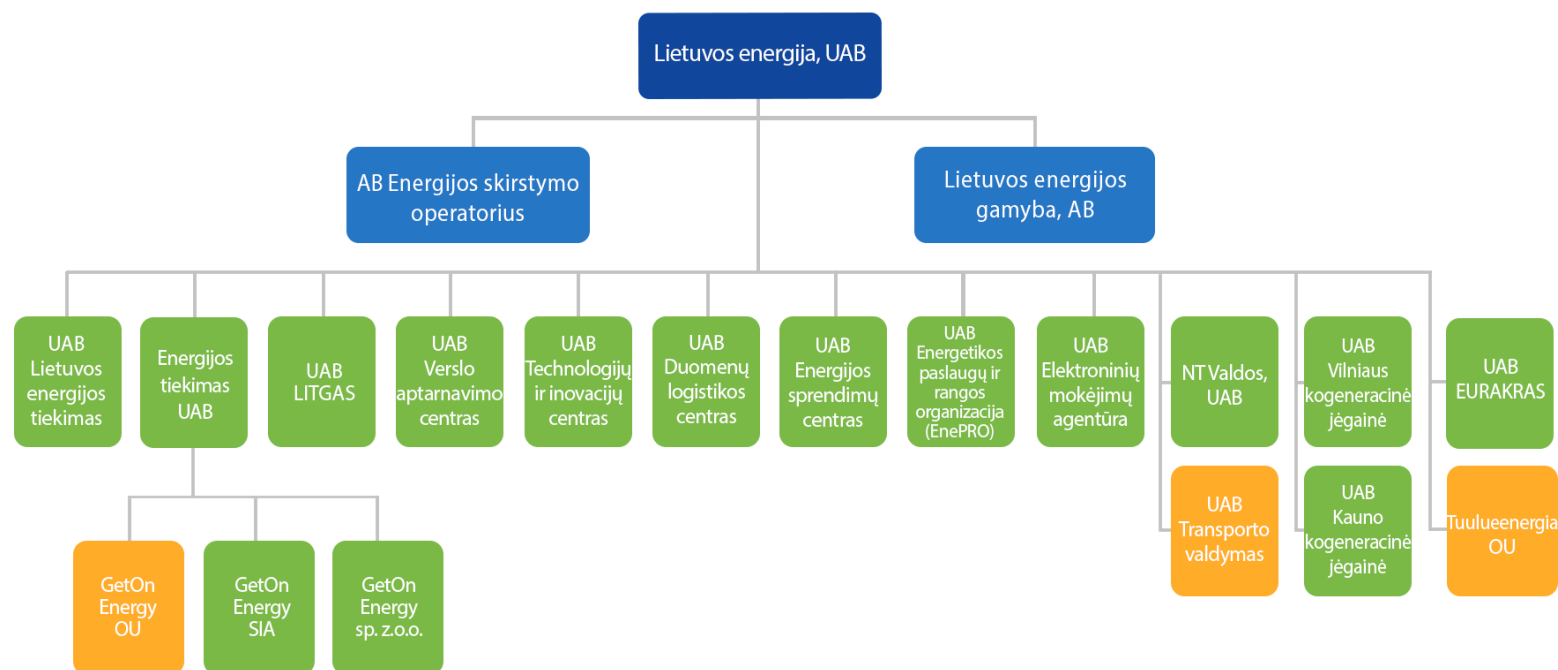 Lietuvos energija, UAB
AB Energijos skirstymo
operatorius
Lietuvos energijos
gamyba, AB
UAB
Lietuvos
energijos
tiekimas
Energijos
tiekimas
UAB
UAB
LITGAS
UAB
Verslo
aptarnavimo
centras
UAB
Technologijų
ir inovacijų
centras
UAB
Duomenų
logistikos
centras
UAB
Energijos
sprendimų
centras
UAB
Energetikos
paslaugų ir
rangos
organizacija
(EnePRO)
UAB
Elektroninių
mokėjimų
agentūra
NT Valdos,
UAB
UAB
Vilniaus
kogeneracinė
jėgainė
UAB
EURAKRAS
UAB
Transporto
valdymas
UAB
Kauno
kogeneracinė
jėgainė
Tuulueenergia
OU
GetOn
Energy
OU
GetOn
Energy
SIA
GetOn
Energy
sp. z.o.o.